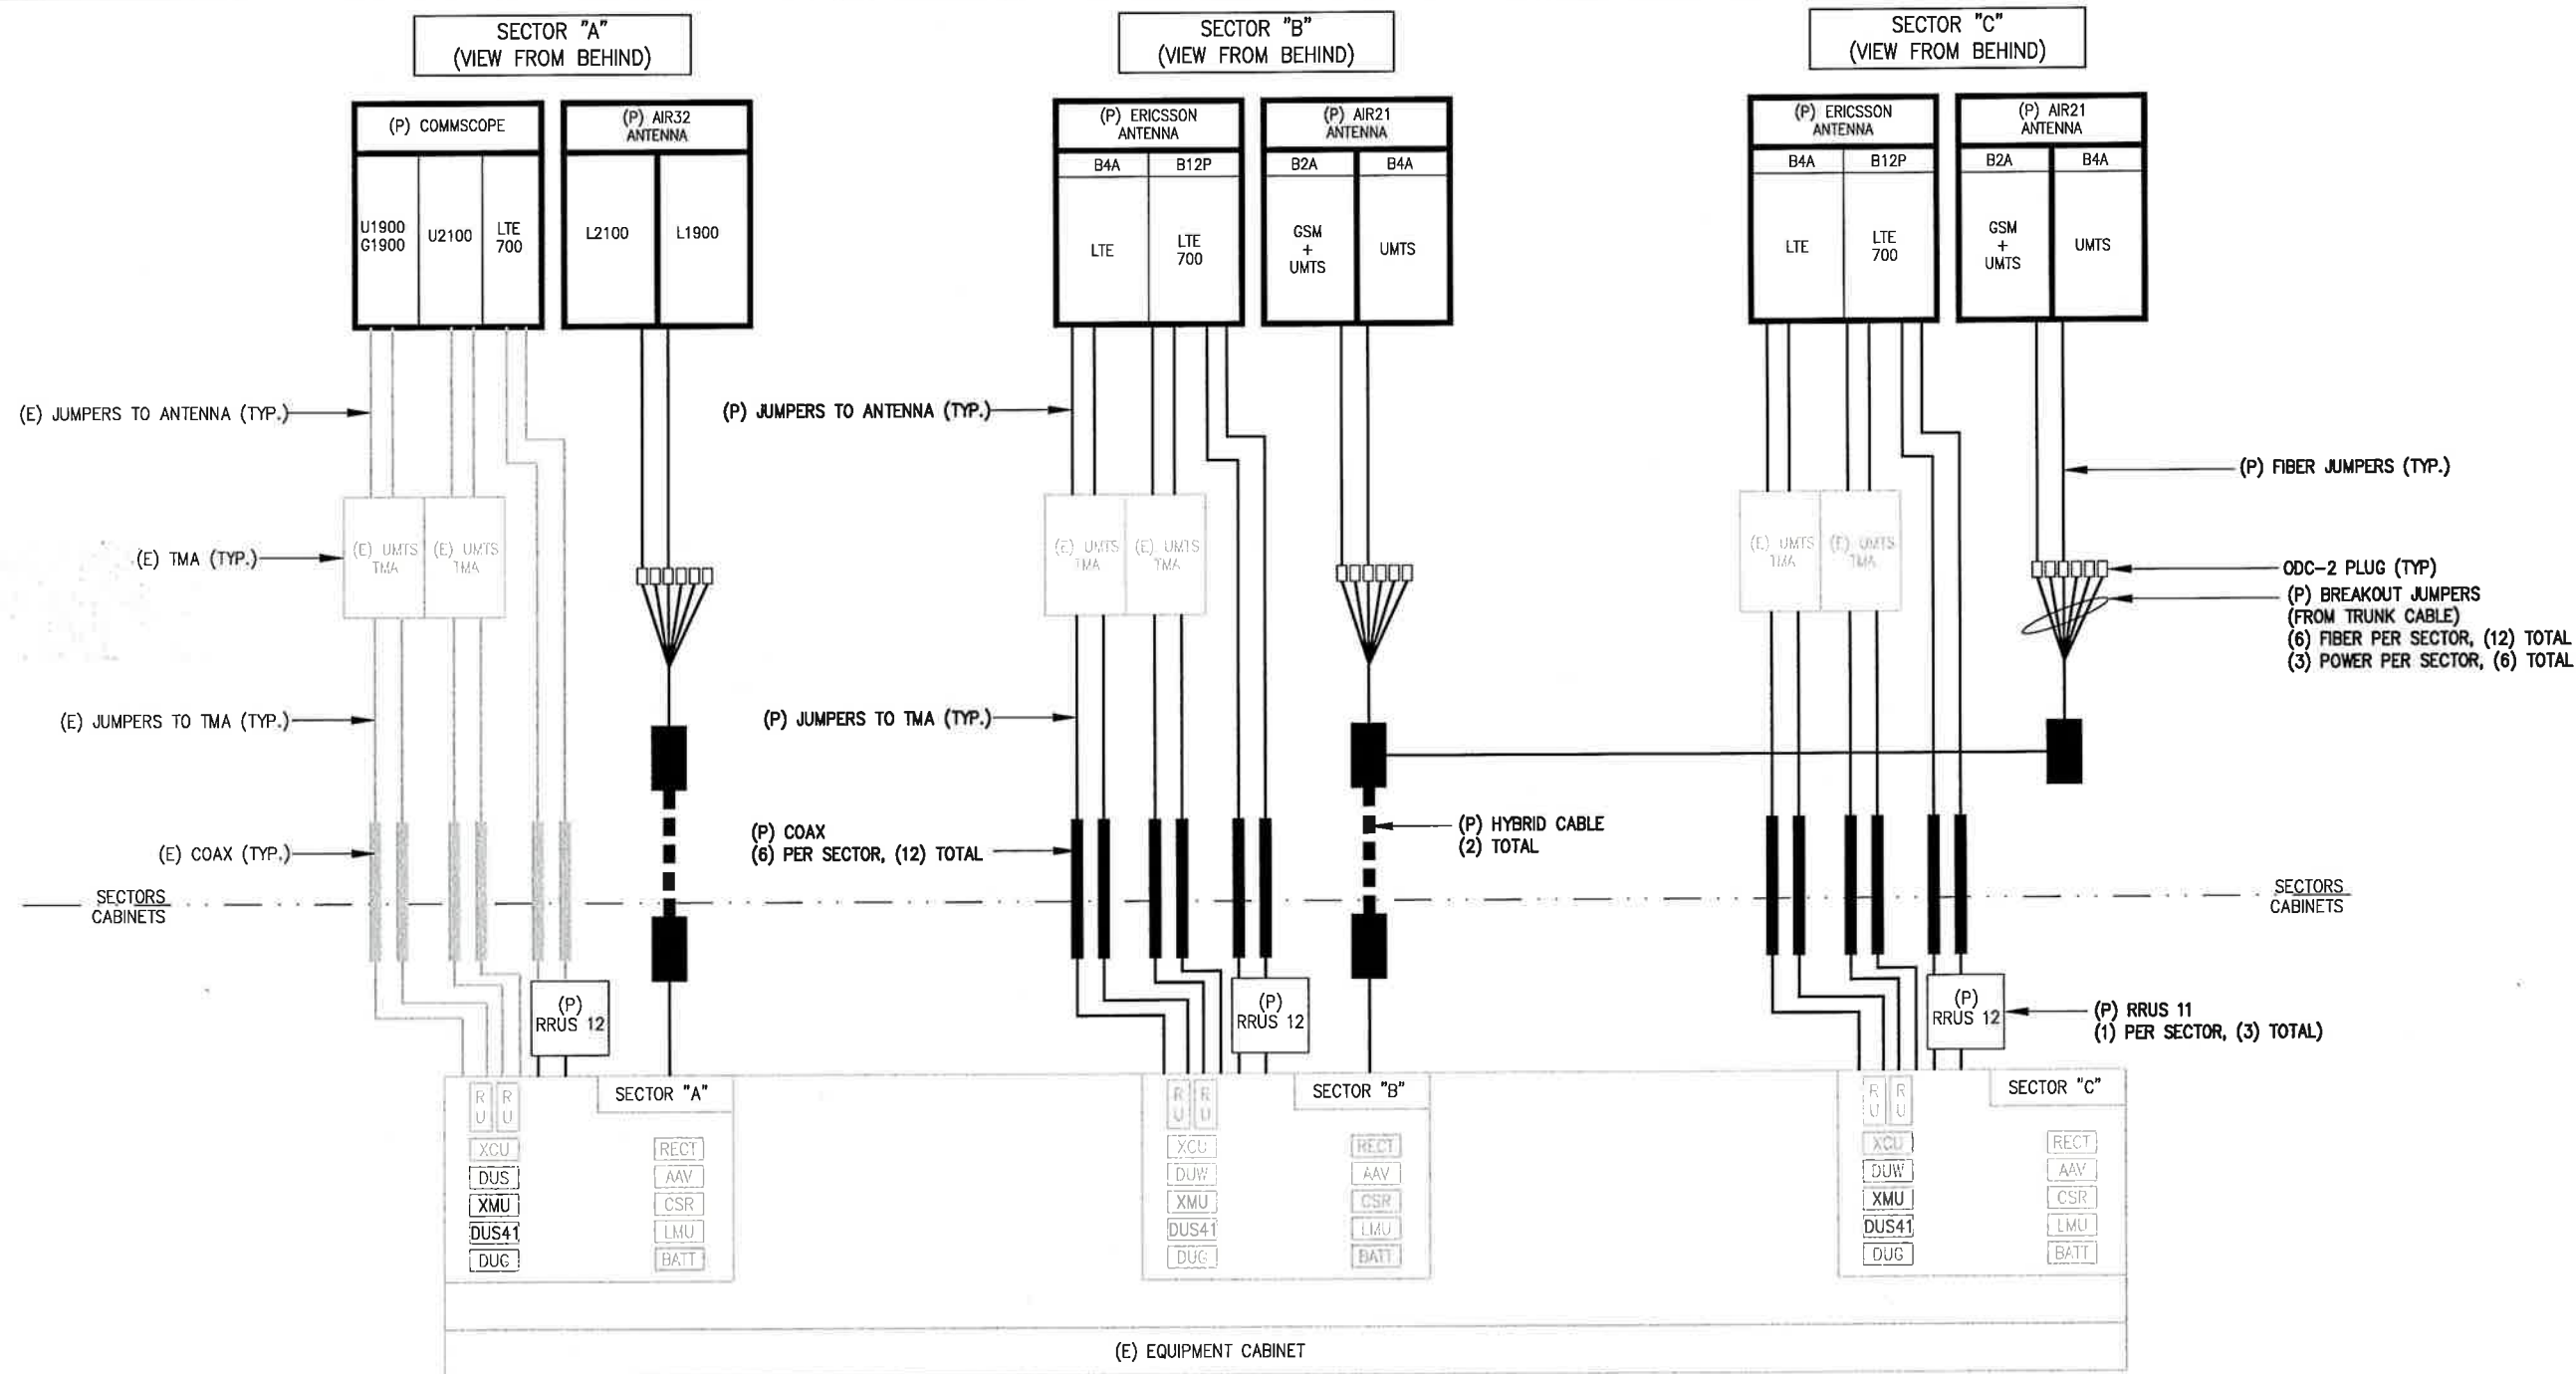 SECTOR "A"
(VIEW FROM BEHIND)
SECTOR "B"
(VIEW FROM BEHIND)
SECTOR "C"
(VIEW FROM BEHIND)
(P) COMMSCOPE
U1900
G1900
U2100
LTE
700
(P) AIR32
ANTENNA
L2100
L1900
(P) ERICSSON
ANTENNA
B4A
B12P
LTE
LTE
700
(P) AIR21
ANTENNA
B2A
B4A
GSM
+
UMTS
UMTS
(P) ERICSSON
ANTENNA
B4A
B12P
LTE
LTE
700
(P) AIR21
ANTENNA
B2A
B4A
GSM
+
UMTS
UMTS
(E) JUMPERS TO ANTENNA (TYP.)
(P) JUMPERS TO ANTENNA (TYP.)
(P) FIBER JUMPERS (TYP.)
(E) TMA (TYP.)
(E) UMTS
TMA
(E) UMTS
TMA
(E) UMTS
TMA
(E) UMTS
TMA
(E) UMTS
TMA
(E) UMTS
TMA
ODC-2 PLUG (TYP)
(P) BREAKOUT JUMPERS
(FROM TRUNK CABLE)
(6) FIBER PER SECTOR, (12) TOTAL
(3) POWER PER SECTOR, (6) TOTAL
(E) JUMPERS TO TMA (TYP.)
(P) JUMPERS TO TMA (TYP.)
(E) COAX (TYP.)
(P) COAX
(6) PER SECTOR, (12) TOTAL
(P) HYBRID CABLE
(2) TOTAL
SECTORS
CABINETS
SECTORS
CABINETS
(P)
RRUS 12
(P)
RRUS 12
(P)
RRUS 12
(P) RRUS 11
(1) PER SECTOR, (3) TOTAL)
R
U
R
U
SECTOR "A"
XCU
DUS
XMU
DUS41
DUG
RECT
AAV
CSR
LMU
BATT
R
U
R
U
SECTOR "B"
XCU
DUW
XMU
DUS41
DUG
RECT
AAV
CSR
LMU
BATT
R
U
R
U
SECTOR "C"
XCU
DUW
XMU
DUS41
DUG
RECT
AAV
CSR
LMU
BATT
(E) EQUIPMENT CABINET